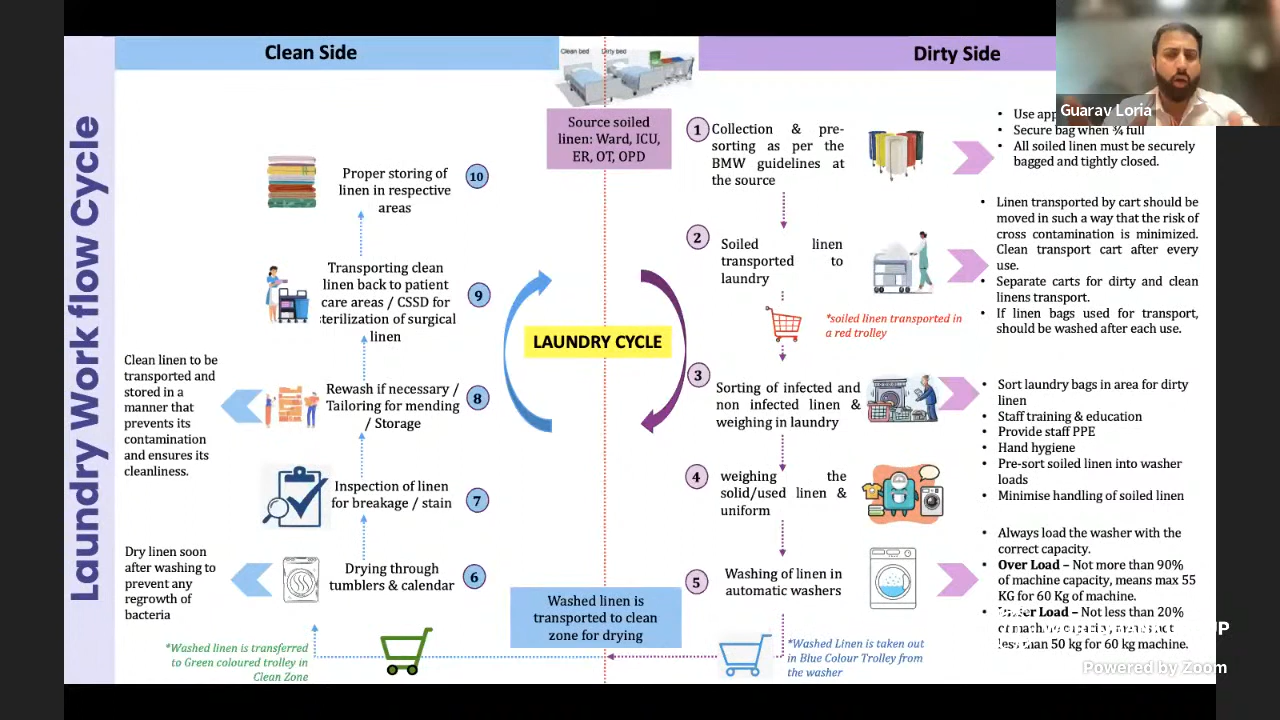 Clean Side
Clean bed
Dirty bed
Dirty Side
Guarav Loria
Laundry Work flow Cycle
Source soiled
linen: Ward, ICU,
ER, OT, OPD
1
Collection & pre-
sorting as per the
BMW guidelines at
the source
• Use
• Secure bag when ¾ full
• All soiled linen must be securely
bagged and tightly closed.
2
Soiled linen
transported to
laundry
• Linen transported by cart should be
moved in such a way that the risk of
cross contamination is minimized.
Clean transport cart after every
use.
• Separate carts for dirty and clean
linens transport.
• If linen bags used for transport,
should be washed after each use.
*soiled linen transported in
a red trolley
LAUNDRY CYCLE
3
Sorting of infected and
non infected linen &
weighing in laundry
• Sort laundry bags in area for dirty
linen
• Staff training & education
• Provide staff PPE
• Hand hygiene
• Pre-sort soiled linen into washer
loads
• Minimise handling of soiled linen
4
weighing the
solid/used linen &
uniform
5
Washing of linen in
automatic washers
• Always load the washer with the
correct capacity.
• Over Load – Not more than 90%
of machine capacity, means max 55
KG for 60 Kg of machine.
Load – Not less than 20%
less than 50 kg for 60 kg machine.
*Washed Linen is taken out
in Blue Colour Trolley from
the washer
Washed linen is
transported to clean
zone for drying
*Washed linen is transferred
to Green coloured trolley in
Clean Zone
6
Drying through
tumblers & calendar
Dry linen soon
after washing to
prevent any
regrowth of
bacteria
7
Inspection of linen
for breakage / stain
8
Rewash if necessary /
Tailoring for mending
/ Storage
Clean linen to be
transported and
stored in a
manner that
prevents its
contamination
and ensures its
cleanliness.
9
Transporting clean
linen back to patient
care areas / CSSD for
sterilization of surgical
linen
10
Proper storing of
linen in respective
areas
Powered by Zoom